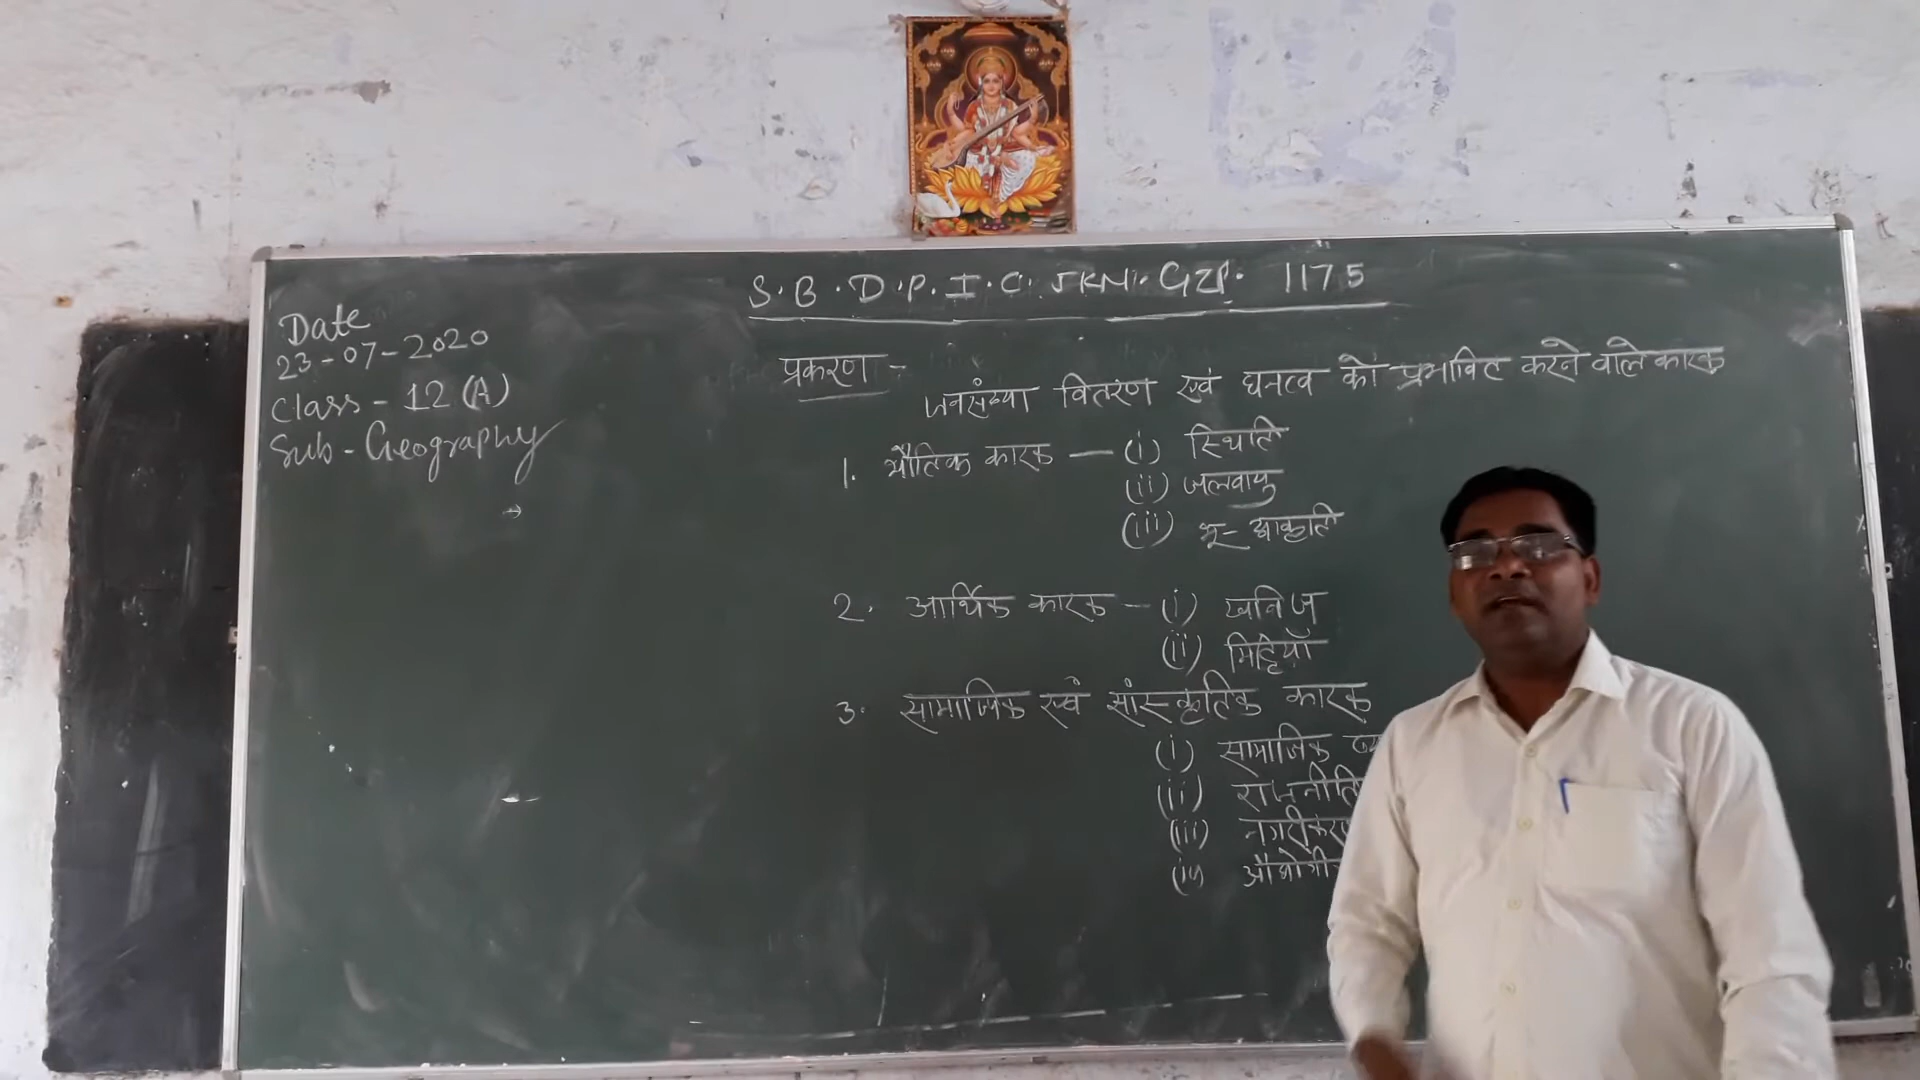 S.B.D.P.I.C. JKN. GZP. 1175
Date
23-07-2020
Class - 12 (A)
Sub - Geography
प्रकरण -
जनसंख्या वितरण एवं घनत्व को प्रभावित करने वाले कारक
1. भौतिक कारक — (i) स्थिति
(ii) जलवायु
(iii) भू-आकृति
2. आर्थिक कारक - (i) खनिज
(ii) मिट्टियाँ
3. सामाजिक एवं सांस्कृतिक कारक
(i) सामाजिक
(ii) राजनीति
(iii) नगरीकरण
(iv) औद्योगी